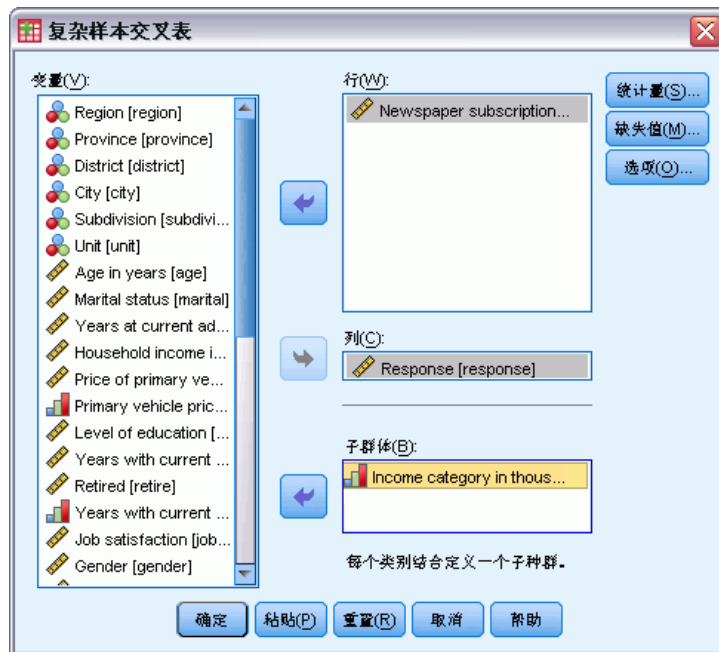 复杂样本交叉表
变量(V):
Region [region]
Province [province]
District [district]
City [city]
Subdivision [subdivi...
Unit [unit]
Age in years [age]
Marital status [marital]
Years at current ad...
Household income i...
Price of primary ve...
Primary vehicle pric...
Level of education [...
Years with current ...
Retired [retire]
Years with current ...
Job satisfaction [job...
Gender [gender]
行(W):
Newspaper subscription...
列(C):
Response [response]
子群体(B):
Income category in thous...
每个类别结合定义一个子种群。
统计量(S)...
缺失值(M)...
选项(O)...
确定
粘贴(P)
重置(R)
取消
帮助